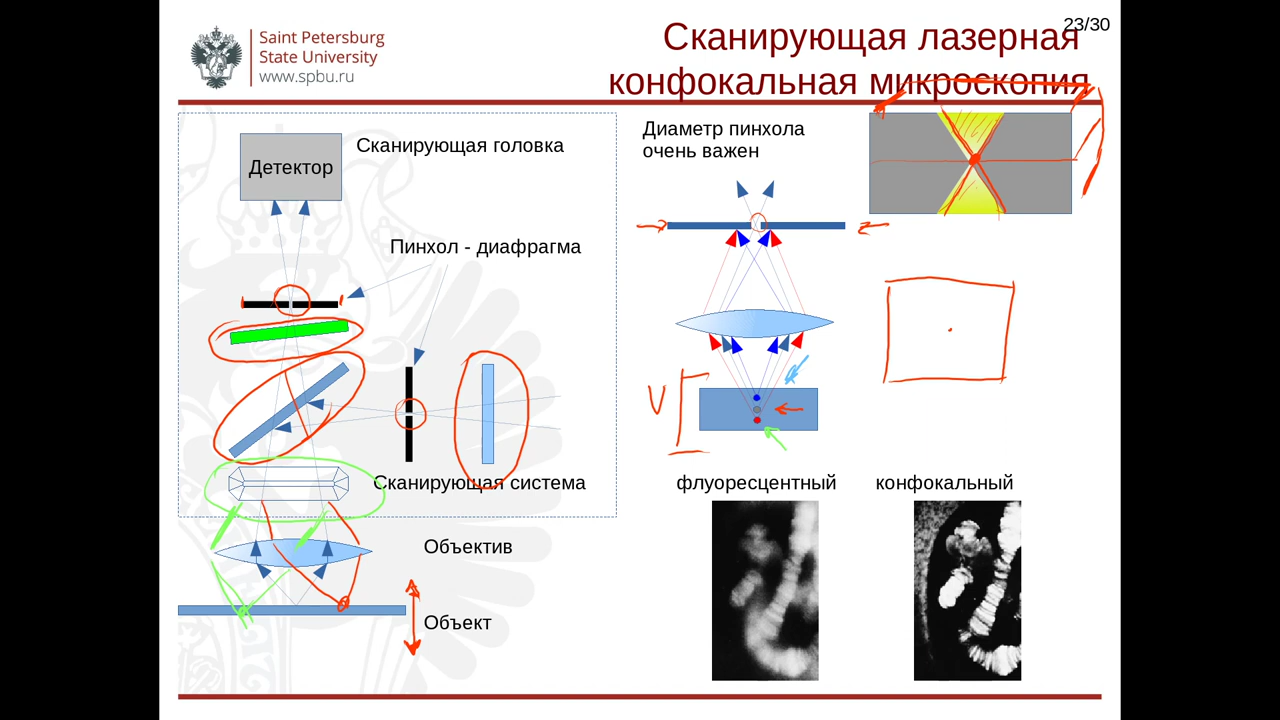 Saint Petersburg
State University
www.spbu.ru
23/30
Сканирующая лазерная
конфокальная микроскопия
Детектор
Сканирующая головка
Пинхол - диафрагма
Сканирующая система
Объектив
Объект
Диаметр пинхола
очень важен
V
флуоресцентный
конфокальный